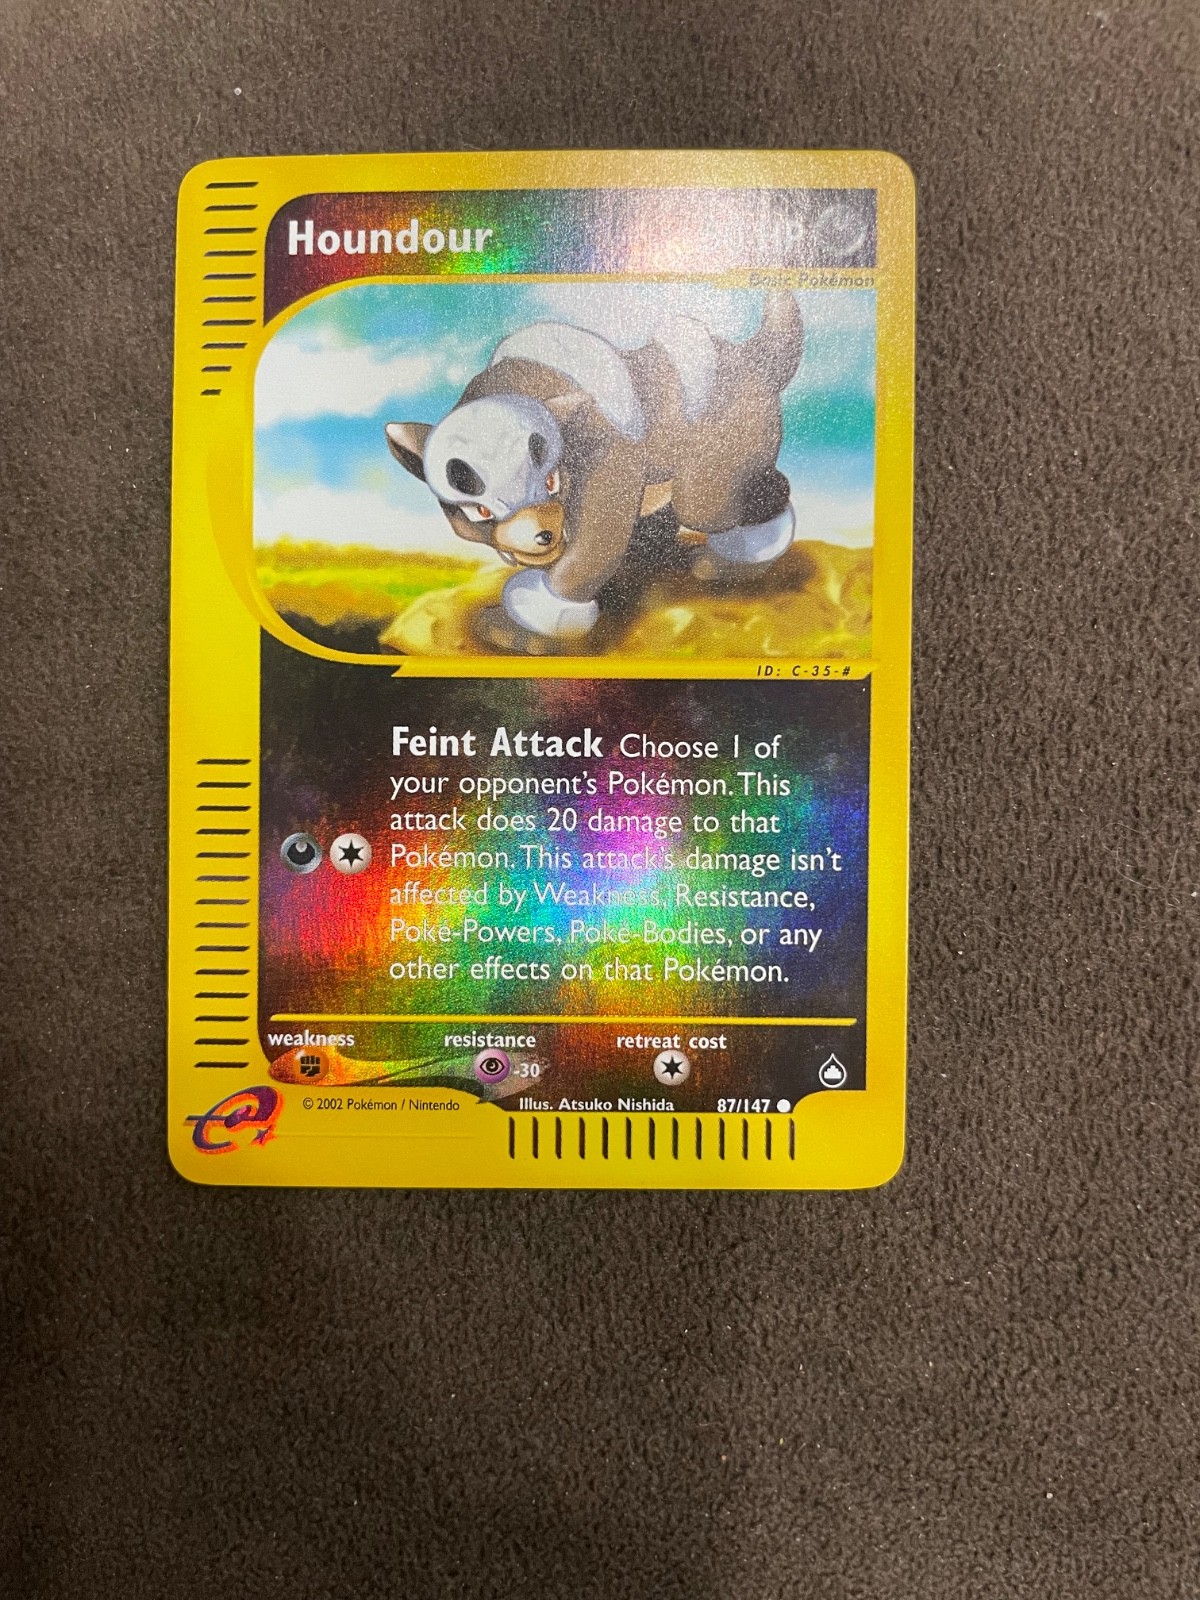 Houndour
Basic Pokémon
ID: C-35-#
Feint Attack Choose 1 of
your opponent's Pokémon. This
attack does 20 damage to that
Pokémon. This attack's damage isn't
affected by Weakness, Resistance,
Poké-Powers, Poké-Bodies, or any
other effects on that Pokémon.
weakness resistance retreat cost
-30
© 2002 Pokémon / Nintendo Illus. Atsuko Nishida 87/147